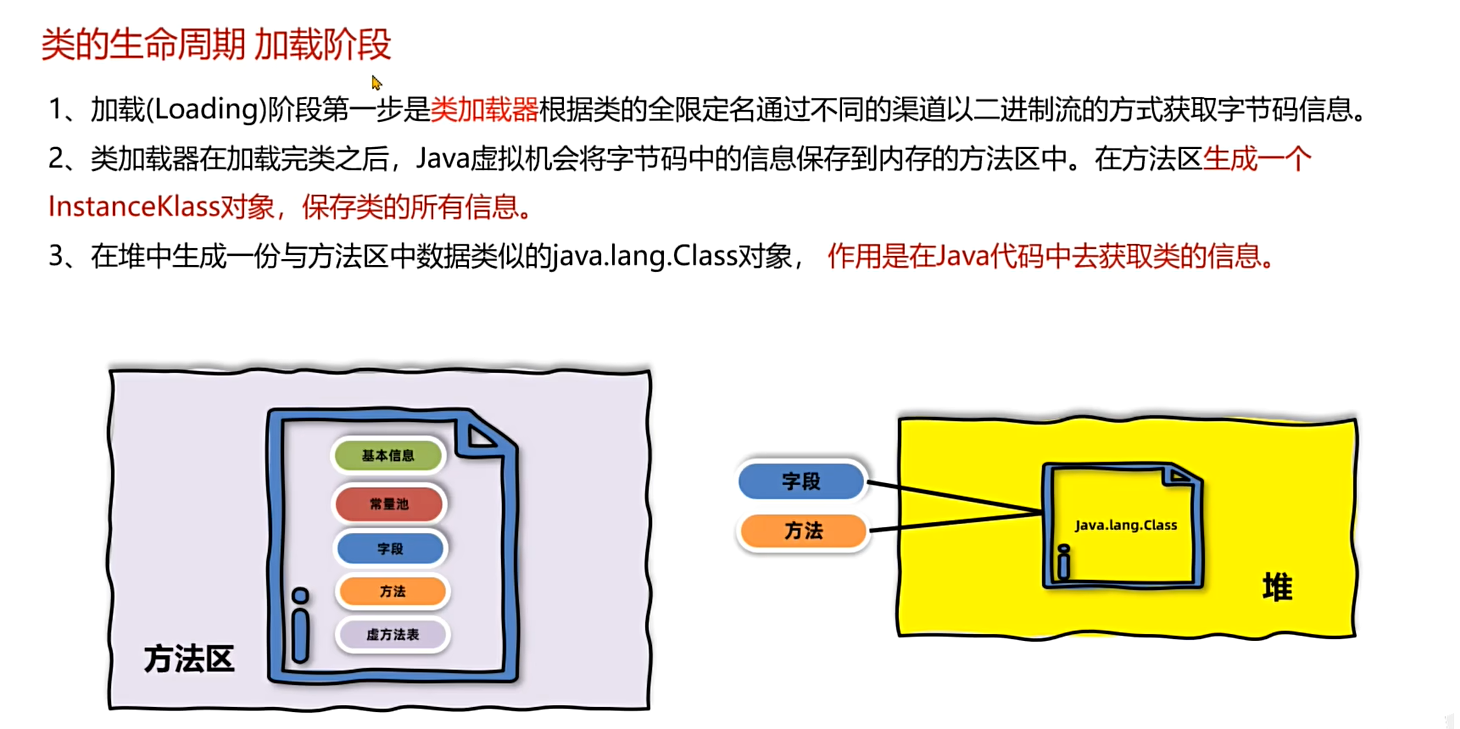 类的生命周期 加载阶段
1、加载(Loading)阶段第一步是类加载器根据类的全限定名通过不同的渠道以二进制流的方式获取字节码信息。
2、类加载器在加载完类之后，Java虚拟机会将字节码中的信息保存到内存的方法区中。在方法区生成一个
InstanceKlass对象，保存类的所有信息。
3、在堆中生成一份与方法区中数据类似的java.lang.Class对象， 作用是在Java代码中去获取类的信息。
基本信息
常量池
字段
方法
虚方法表
方法区
字段
方法
Java.lang.Class
堆